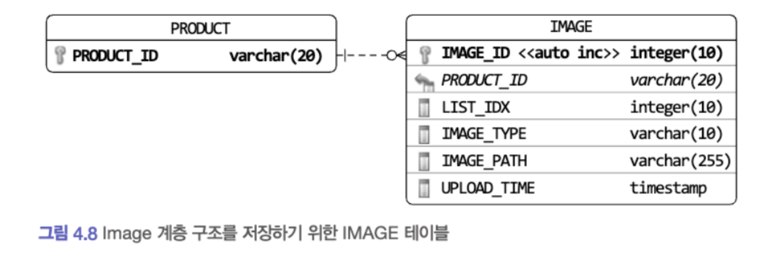 PRODUCT
PRODUCT_ID varchar(20)
IMAGE
IMAGE_ID <<auto inc>> integer(10)
PRODUCT_ID varchar(20)
LIST_IDX integer(10)
IMAGE_TYPE varchar(10)
IMAGE_PATH varchar(255)
UPLOAD_TIME timestamp
그림 4.8 Image 계층 구조를 저장하기 위한 IMAGE 테이블